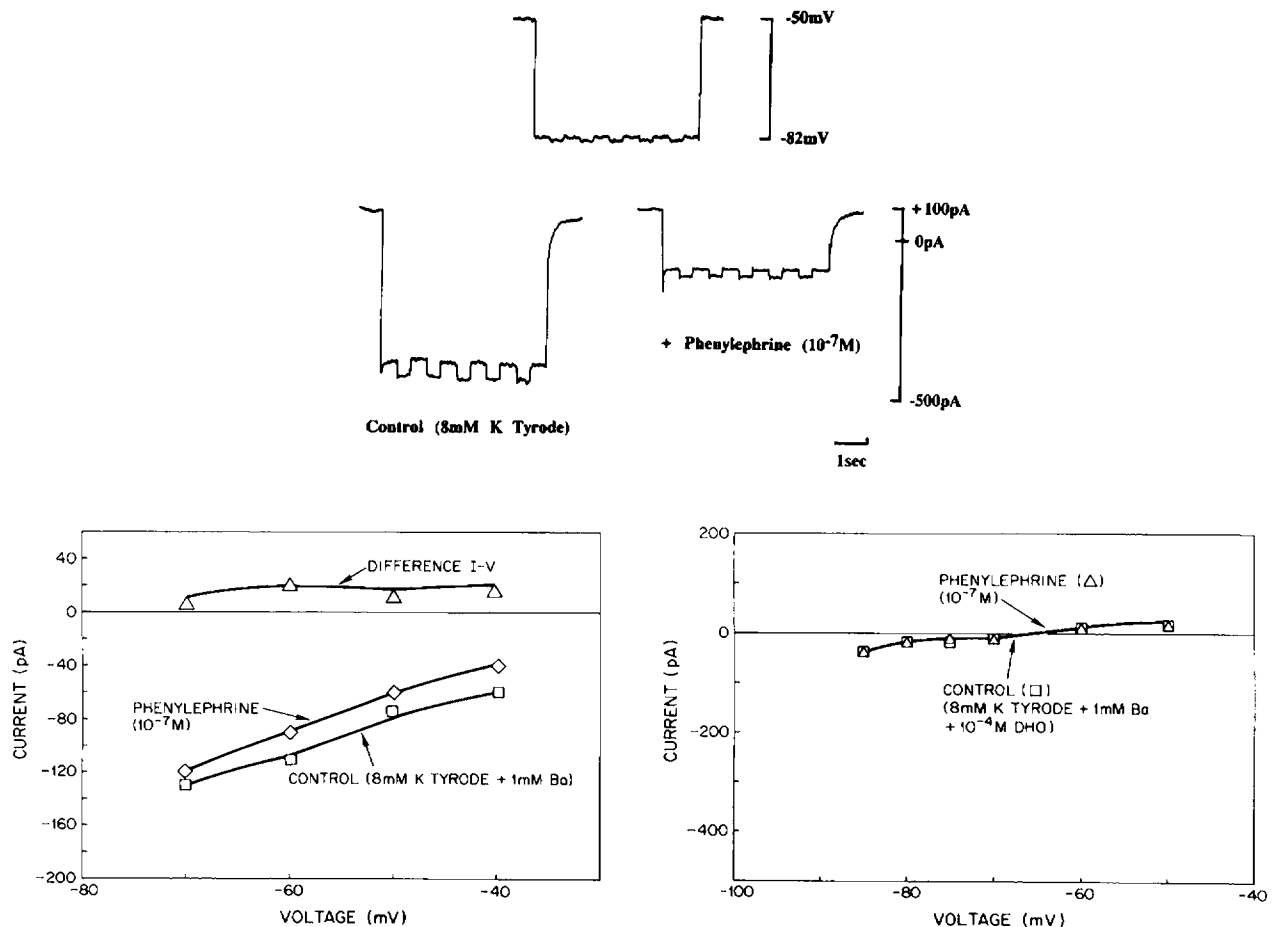 -50mV
-82mV
+100pA
0pA
-500pA
+ Phenylephrine (10⁻⁷M)
Control (8mM K Tyrode)
1sec
CURRENT (pA)
40
20
0
-40
-80
-120
-160
-200
DIFFERENCE I-V
PHENYLEPHRINE
(10⁻⁷M)
CONTROL (8mM K TYRODE + 1mM Ba)
-80
-60
-40
VOLTAGE (mV)
CURRENT (pA)
200
0
-200
-400
PHENYLEPHRINE (△)
(10⁻⁷M)
CONTROL (□)
(8mM K TYRODE + 1mM Ba
+ 10⁻⁴M DHO)
-100
-80
-60
-40
VOLTAGE (mV)